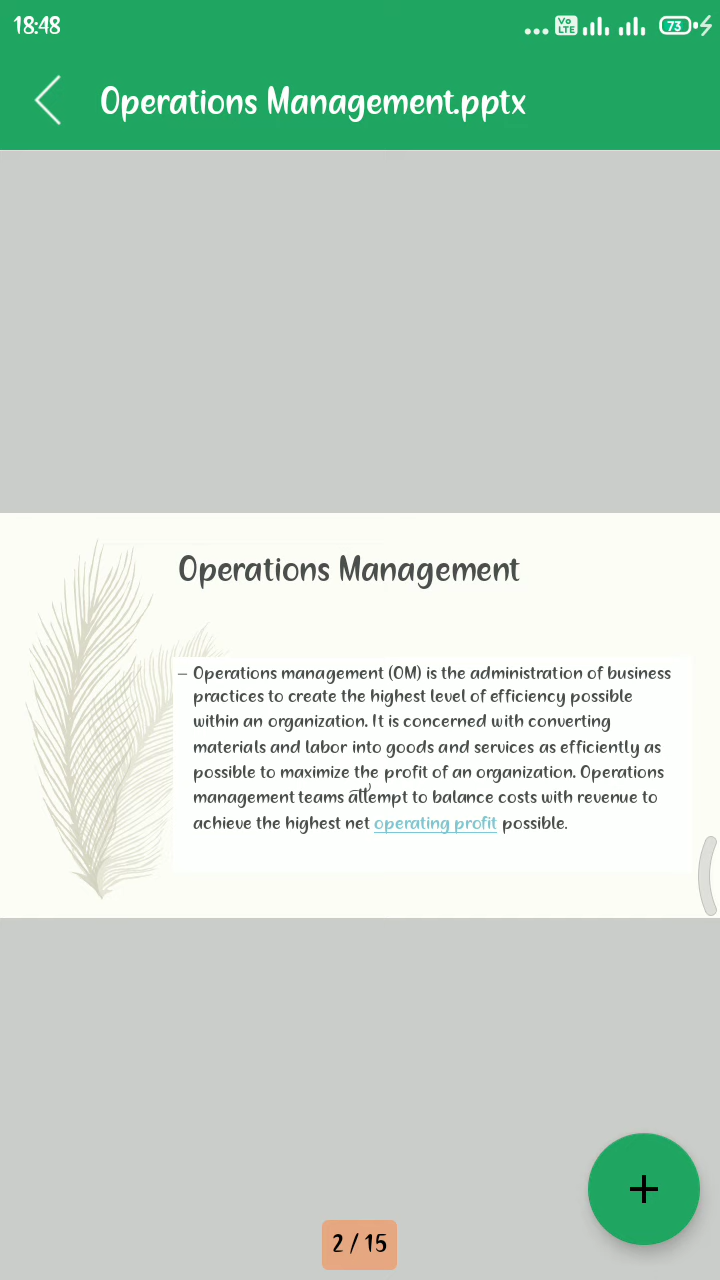 18:48
Vo LTE
73
Operations Management.pptx
Operations Management
– Operations management (OM) is the administration of business
practices to create the highest level of efficiency possible
within an organization. It is concerned with converting
materials and labor into goods and services as efficiently as
possible to maximize the profit of an organization. Operations
management teams attempt to balance costs with revenue to
achieve the highest net operating profit possible.
2 / 15